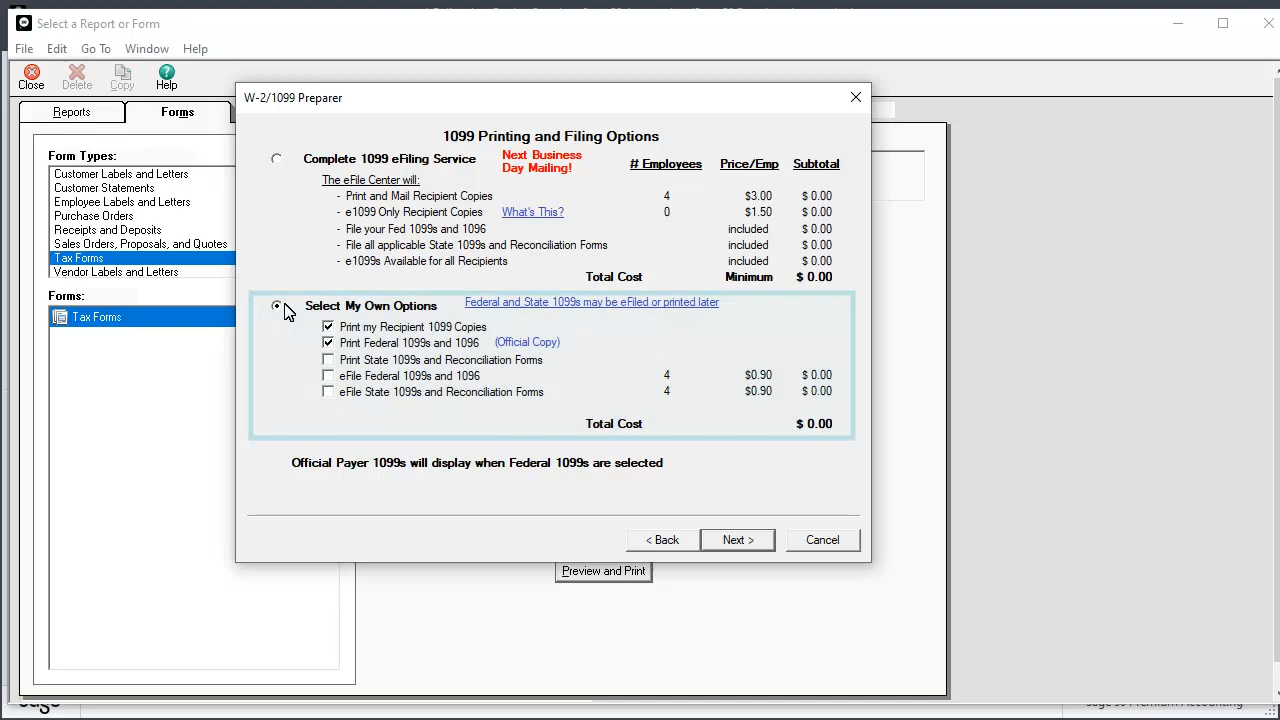 Select a Report or Form
File Edit Go To Window Help
Close Delete Copy Help
Reports Forms
Form Types:
Customer Labels and Letters
Customer Statements
Employee Labels and Letters
Purchase Orders
Receipts and Deposits
Sales Orders, Proposals, and Quotes
Tax Forms
Vendor Labels and Letters
Forms:
Tax Forms
W-2/1099 Preparer
1099 Printing and Filing Options
Complete 1099 eFiling Service Next Business Day Mailing! # Employees Price/Emp Subtotal
The eFile Center will:
- Print and Mail Recipient Copies 4 $3.00 $ 0.00
- e1099 Only Recipient Copies What's This? 0 $1.50 $ 0.00
- File your Fed 1099s and 1096 included $ 0.00
- File all applicable State 1099s and Reconciliation Forms included $ 0.00
- e1099s Available for all Recipients included $ 0.00
Total Cost Minimum $ 0.00
Select My Own Options Federal and State 1099s may be eFiled or printed later
Print my Recipient 1099 Copies
Print Federal 1099s and 1096 (Official Copy)
Print State 1099s and Reconciliation Forms
eFile Federal 1099s and 1096 4 $0.90 $ 0.00
eFile State 1099s and Reconciliation Forms 4 $0.90 $ 0.00
Total Cost $ 0.00
Official Payer 1099s will display when Federal 1099s are selected
< Back Next > Cancel
Preview and Print
sage Sage 50 Premium Accounting